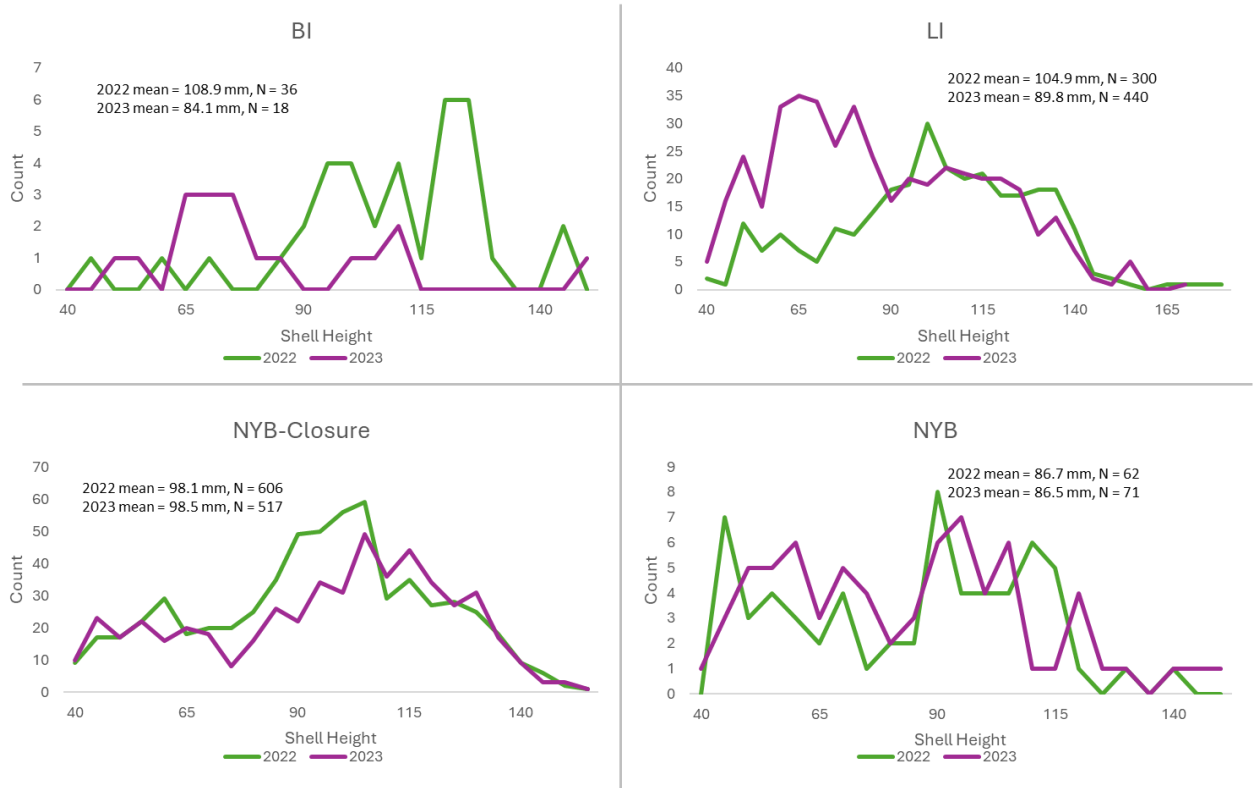 BI
7
2022 mean = 108.9 mm, N = 36
2023 mean = 84.1 mm, N = 18
6
5
4
3
2
1
0
Count
40 65 90 115 140
Shell Height
2022 2023
LI
40
2022 mean = 104.9 mm, N = 300
2023 mean = 89.8 mm, N = 440
35
30
25
20
15
10
5
0
Count
40 65 90 115 140 165
Shell Height
2022 2023
NYB-Closure
70
2022 mean = 98.1 mm, N = 606
2023 mean = 98.5 mm, N = 517
60
50
40
30
20
10
0
Count
40 65 90 115 140
Shell Height
2022 2023
NYB
9
2022 mean = 86.7 mm, N = 62
2023 mean = 86.5 mm, N = 71
8
7
6
5
4
3
2
1
0
Count
40 65 90 115 140
Shell Height
2022 2023